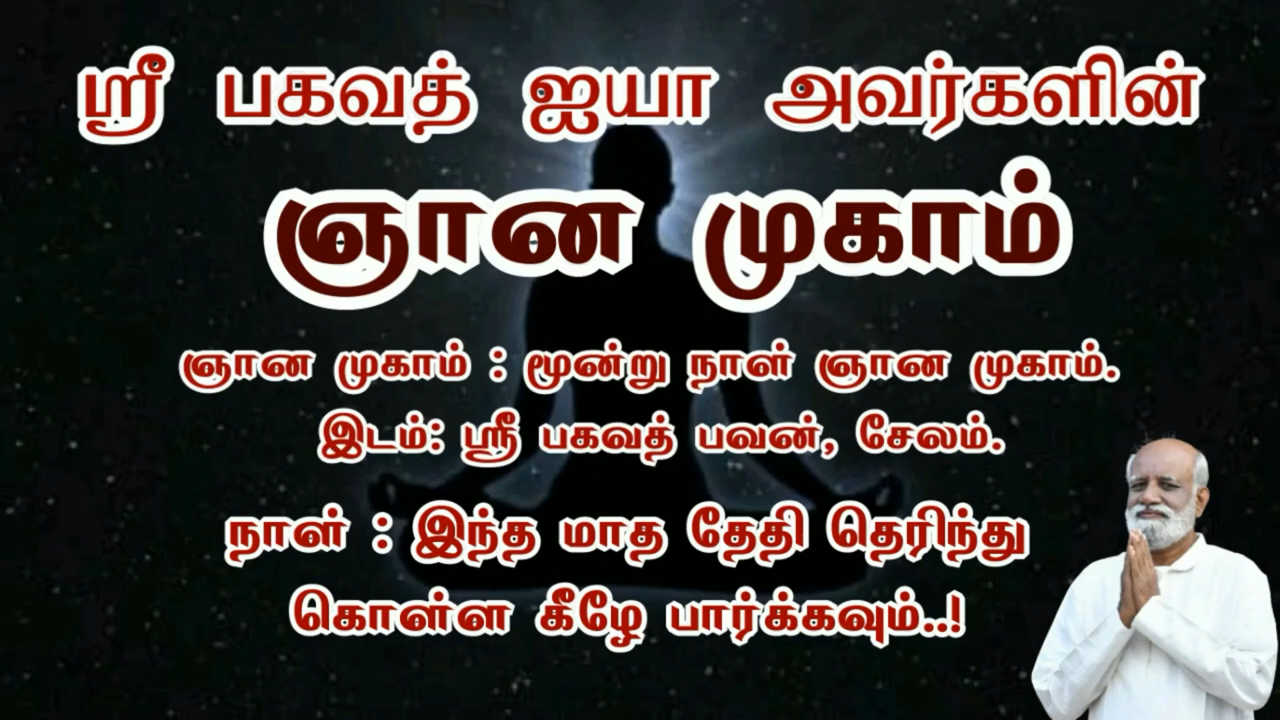 ஸ்ரீ பகவத் ஐயா அவர்களின்
ஞான முகாம்
ஞான முகாம் : மூன்று நாள் ஞான முகாம்.
இடம்: ஸ்ரீ பகவத் பவன், சேலம்.
நாள் : இந்த மாத தேதி தெரிந்து
கொள்ள கீழே பார்க்கவும்..!